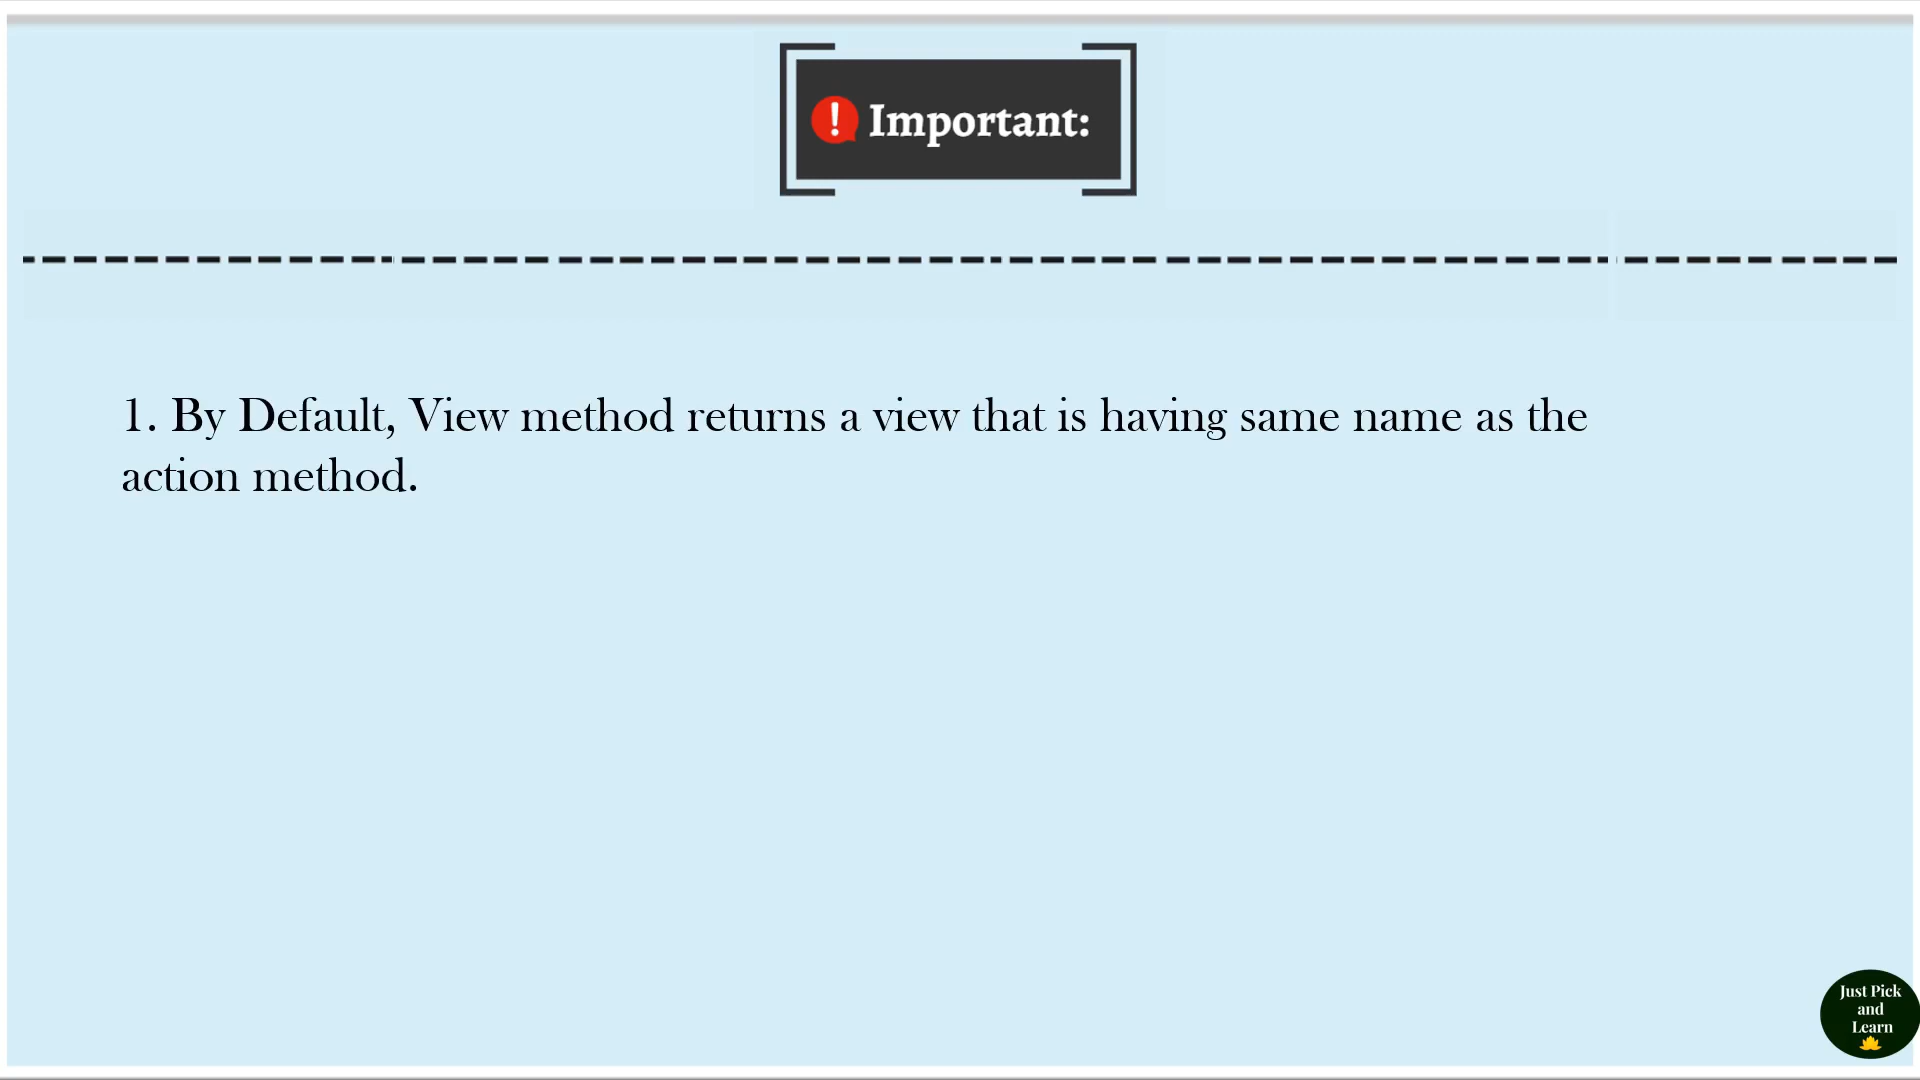 ! Important:
1. By Default, View method returns a view that is having same name as the
action method.
Just Pick
and
Learn